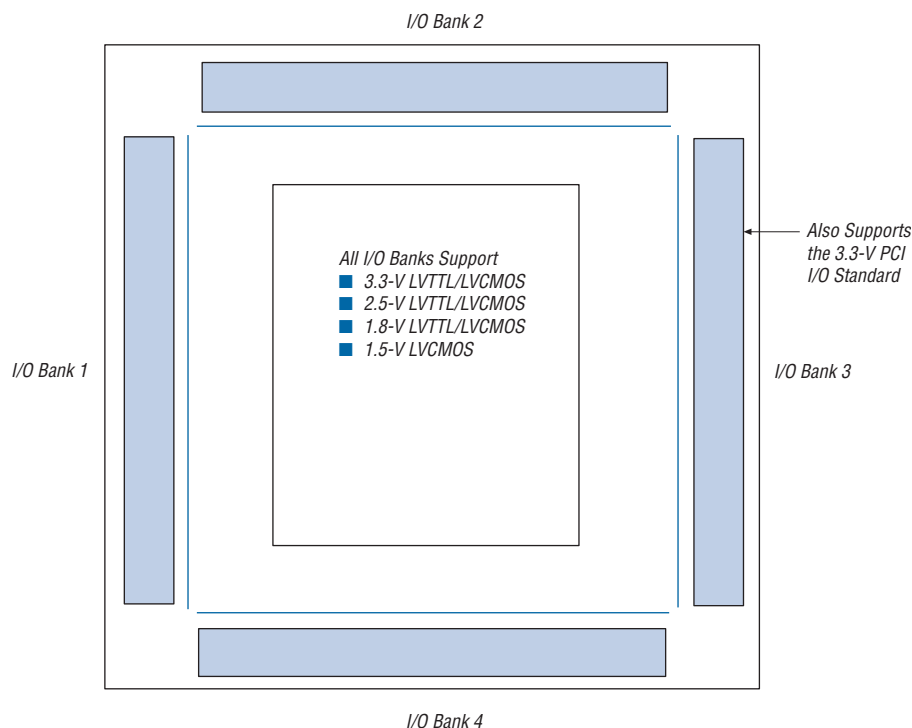 I/O Bank 2
Also Supports
the 3.3-V PCI
I/O Standard
All I/O Banks Support
3.3-V LVTTL/LVCMOS
2.5-V LVTTL/LVCMOS
1.8-V LVTTL/LVCMOS
1.5-V LVCMOS
I/O Bank 1
I/O Bank 3
I/O Bank 4